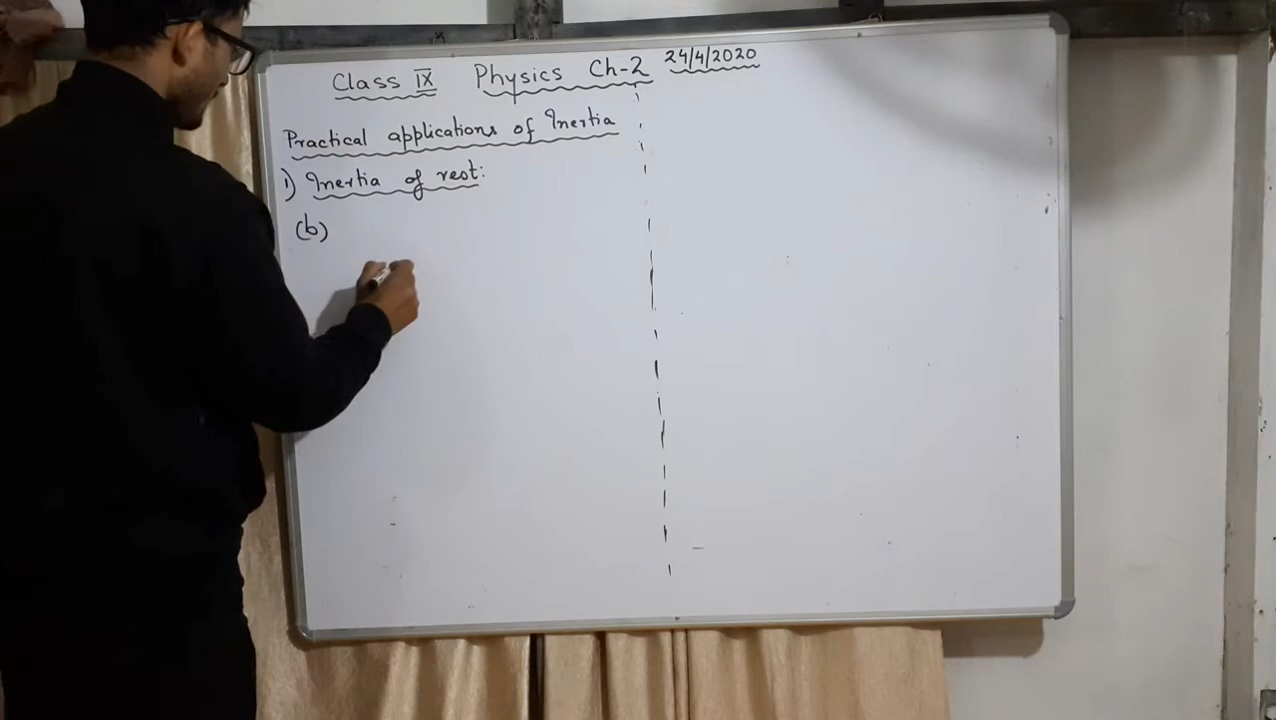 Class IX Physics Ch-2 24/4/2020
Practical applications of Inertia
1) Inertia of rest:
(b)